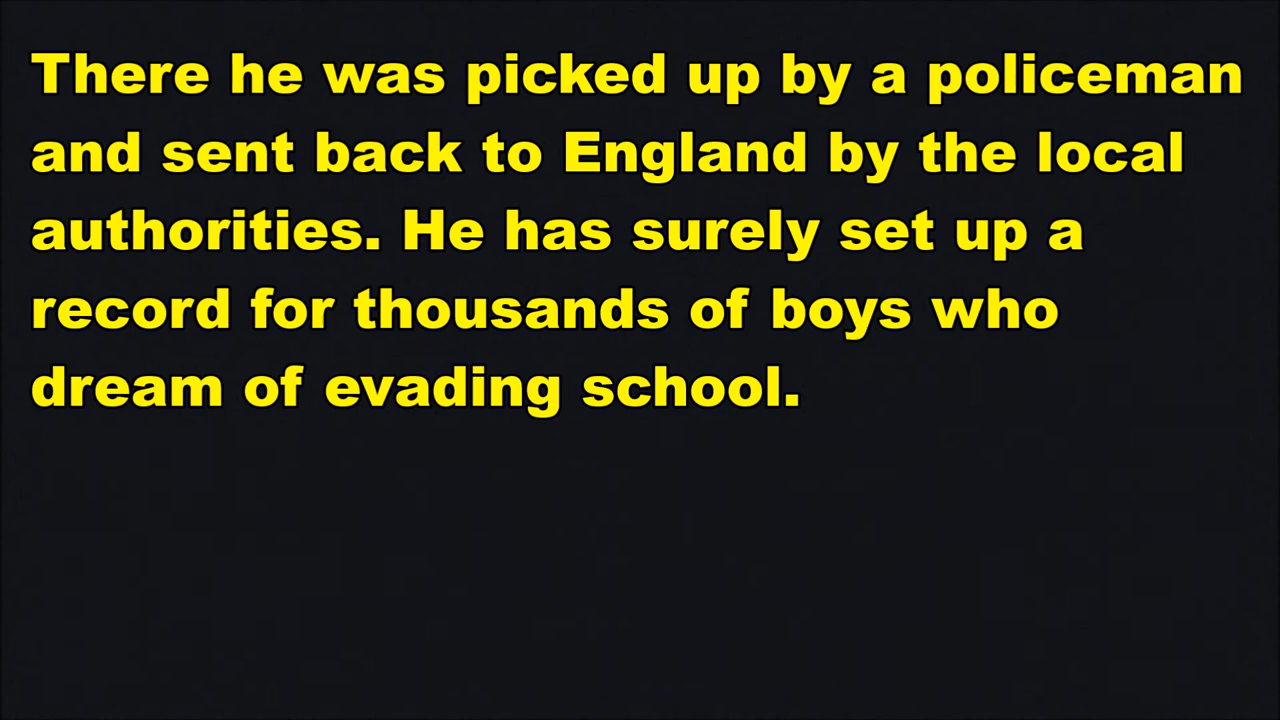 There he was picked up by a policeman
and sent back to England by the local
authorities. He has surely set up a
record for thousands of boys who
dream of evading school.